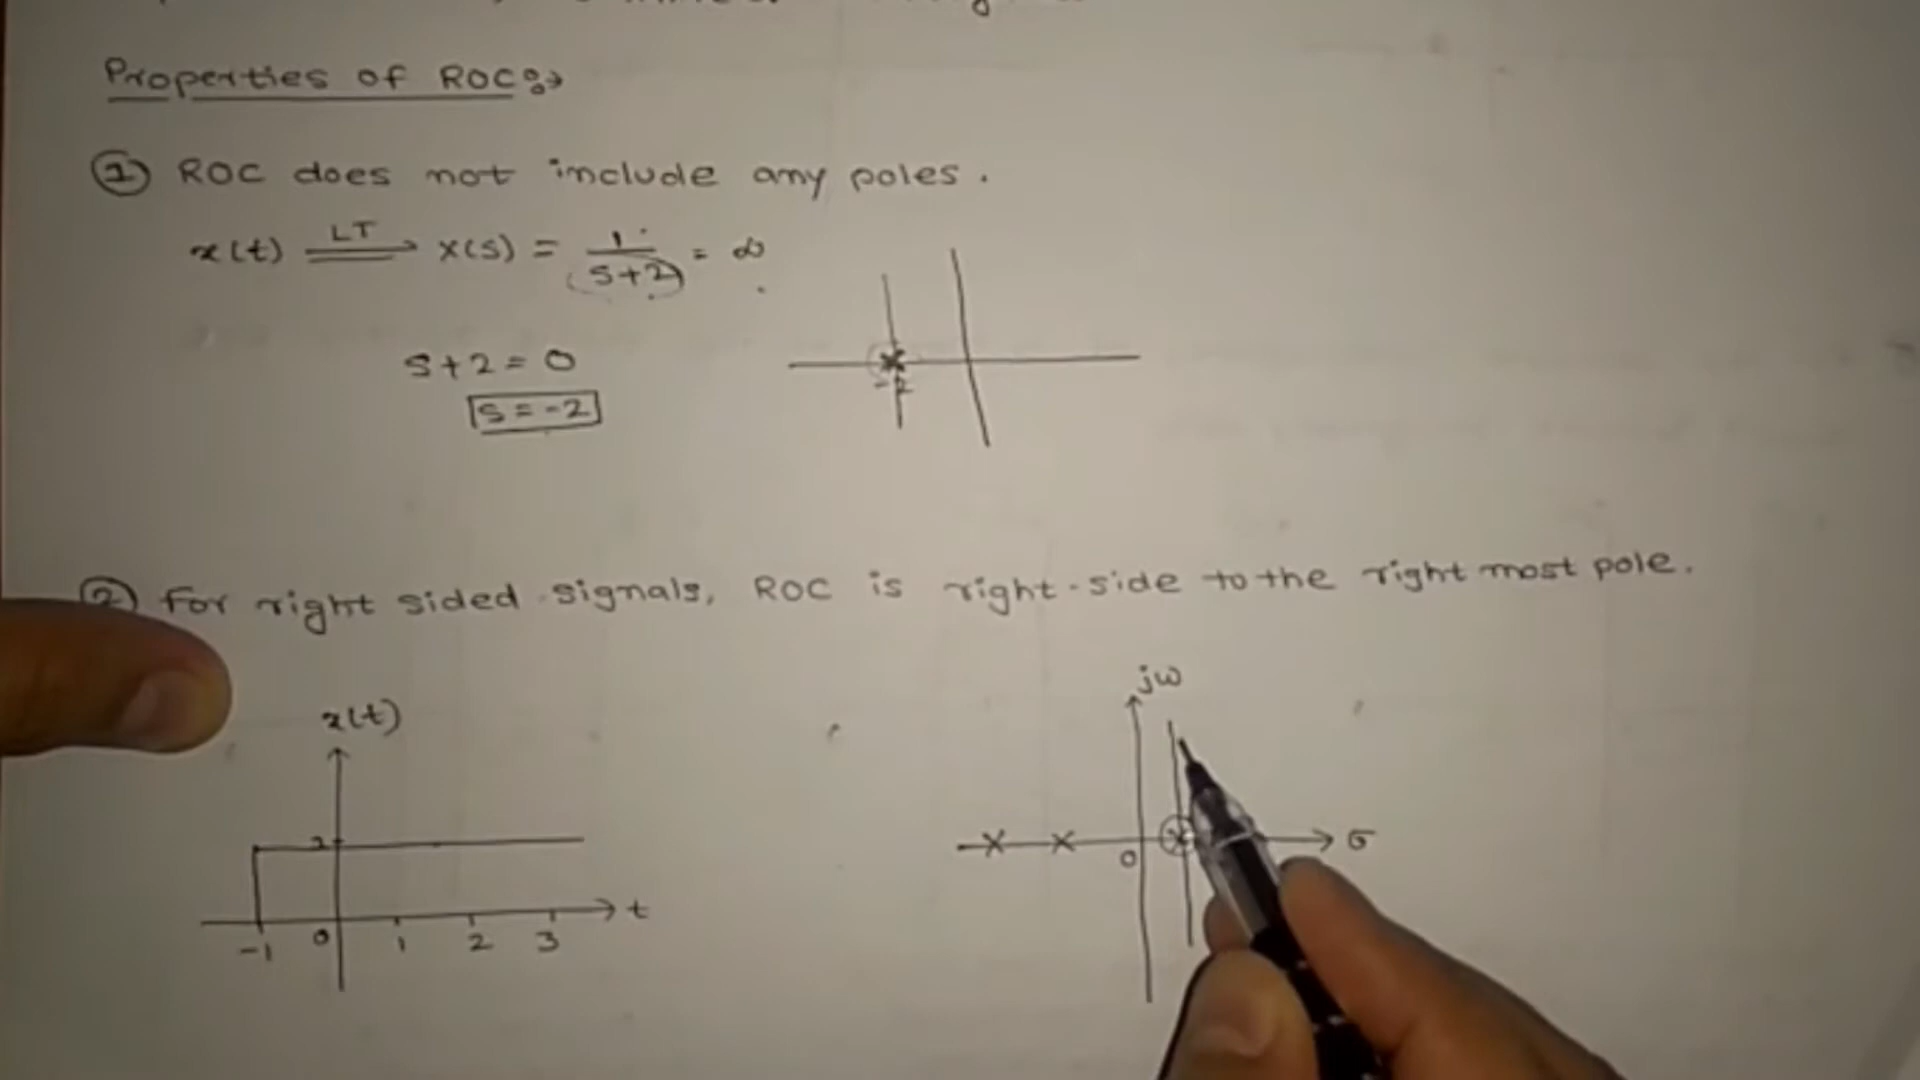 Properties of ROC:→
① ROC does not include any poles.
x(t) LT X(s) = 1/(s+2) = ∞
s+2=0
s=-2
-2
② For right sided signals, ROC is right-side to the right most pole.
x(t)
jω
0 σ
-1 0 1 2 3 t